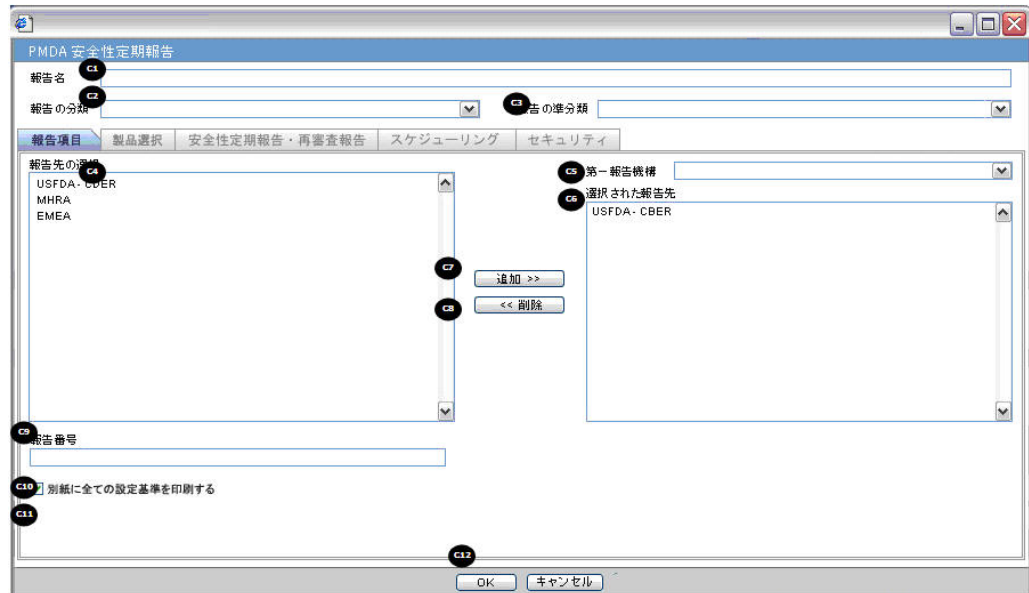 PMDA 安全性定期報告
C1
報告名
C2
C3
報告の分類
報告の準分類
報告項目 製品選択 安全性定期報告・再審査報告 スケジューリング セキュリティ
報告先の選択
C4
C5 第一報告機構
USFDA- CDER
MHRA
EMEA
C6 選択された報告先
USFDA- CBER
C7
追加 >>
C8
<< 削除
C9
報告番号
C10 別紙に全ての設定基準を印刷する
C11
C12
OK キャンセル